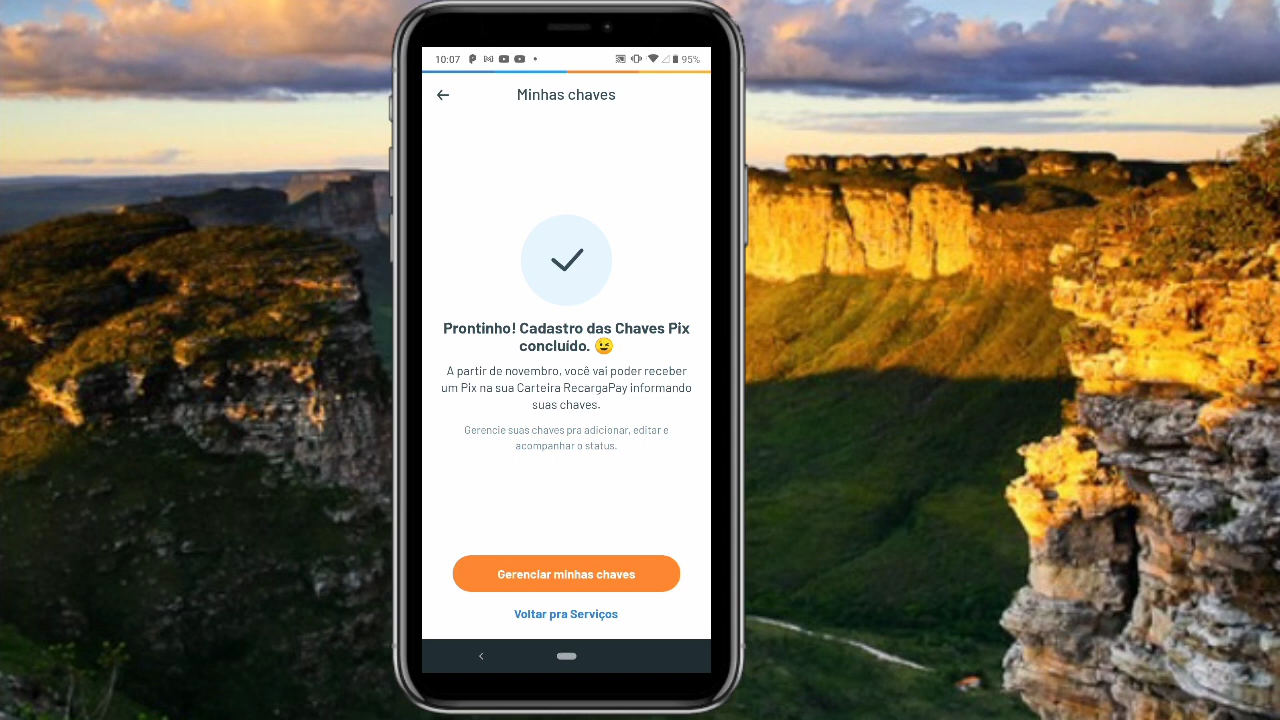 10:07
95%
Minhas chaves
Prontinho! Cadastro das Chaves Pix
concluído. 😉
A partir de novembro, você vai poder receber
um Pix na sua Carteira RecargaPay informando
suas chaves.
Gerencie suas chaves pra adicionar, editar e
acompanhar o status.
Gerenciar minhas chaves
Voltar pra Serviços